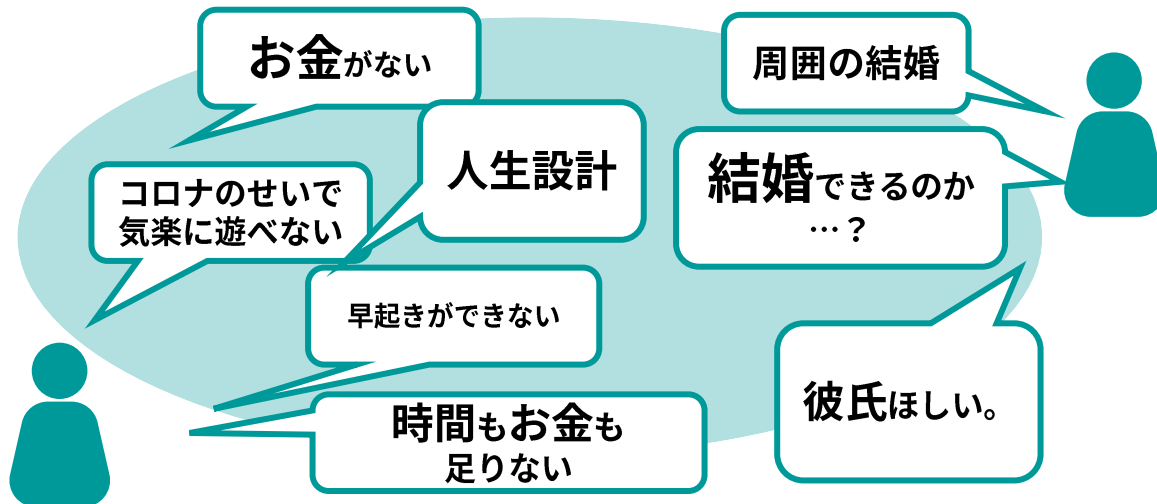 お金がない
周囲の結婚
人生設計
結婚できるのか
…？
コロナのせいで
気楽に遊べない
早起きができない
彼氏ほしい。
時間もお金も
足りない